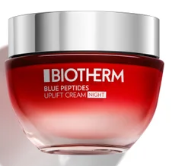 BIOTHERM
BLUE PEPTIDES
UPLIFT CREAM NIGHT